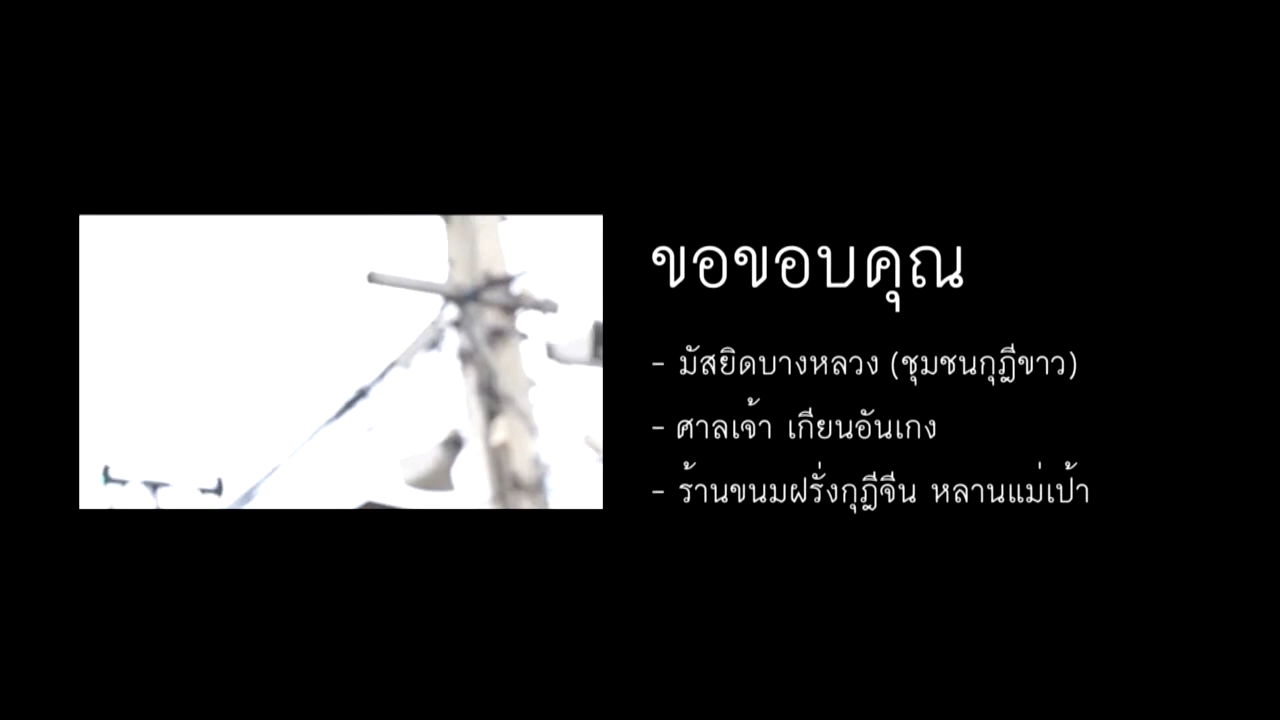 ขอขอบคุณ
- มัสยิดบางหลวง (ชุมชนกุฎีขาว)
- ศาลเจ้า เกียนอันเกง
- ร้านขนมฝรั่งกุฎีจีน หลานแม่เป้า